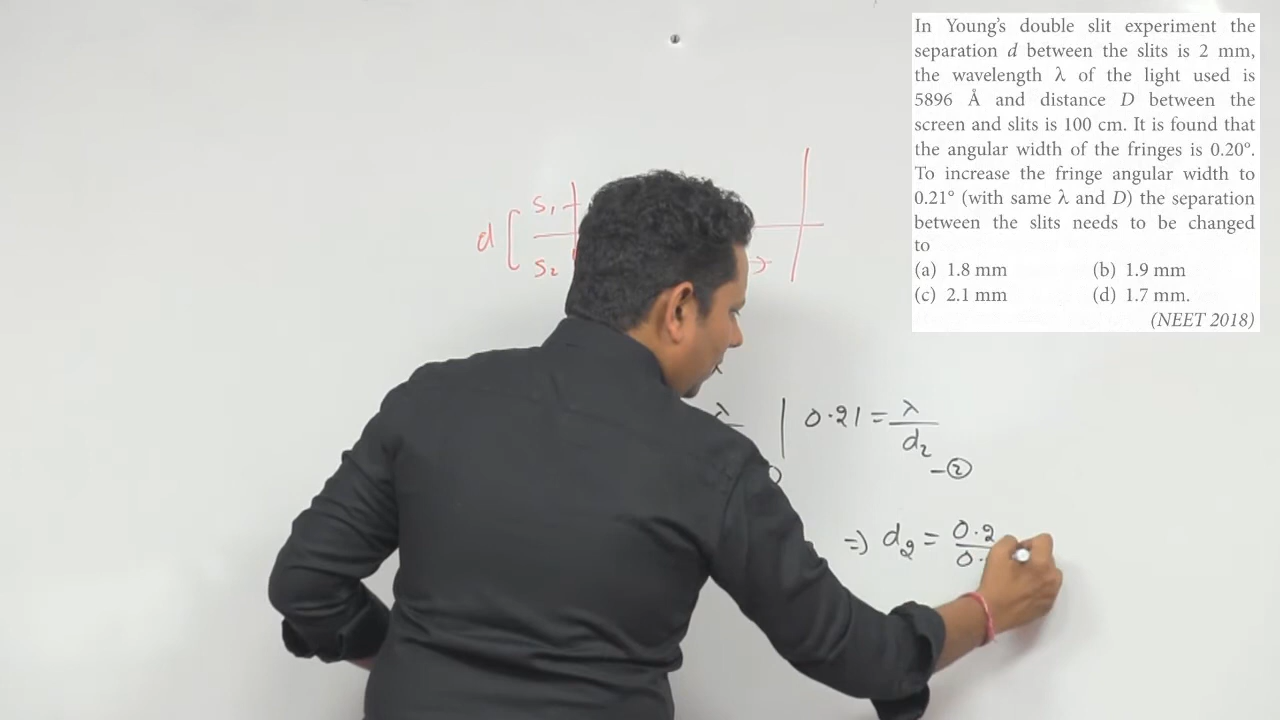 In Young's double slit experiment the
separation d between the slits is 2 mm,
the wavelength λ of the light used is
5896 Å and distance D between the
screen and slits is 100 cm. It is found that
the angular width of the fringes is 0.20°.
To increase the fringe angular width to
0.21° (with same λ and D) the separation
between the slits needs to be changed
to
(a) 1.8 mm (b) 1.9 mm
(c) 2.1 mm (d) 1.7 mm.
(NEET 2018)
S₁
d
S₂
λ
0.21 = λ/d₂
-②
⇒ d₂ = 0.2/0.